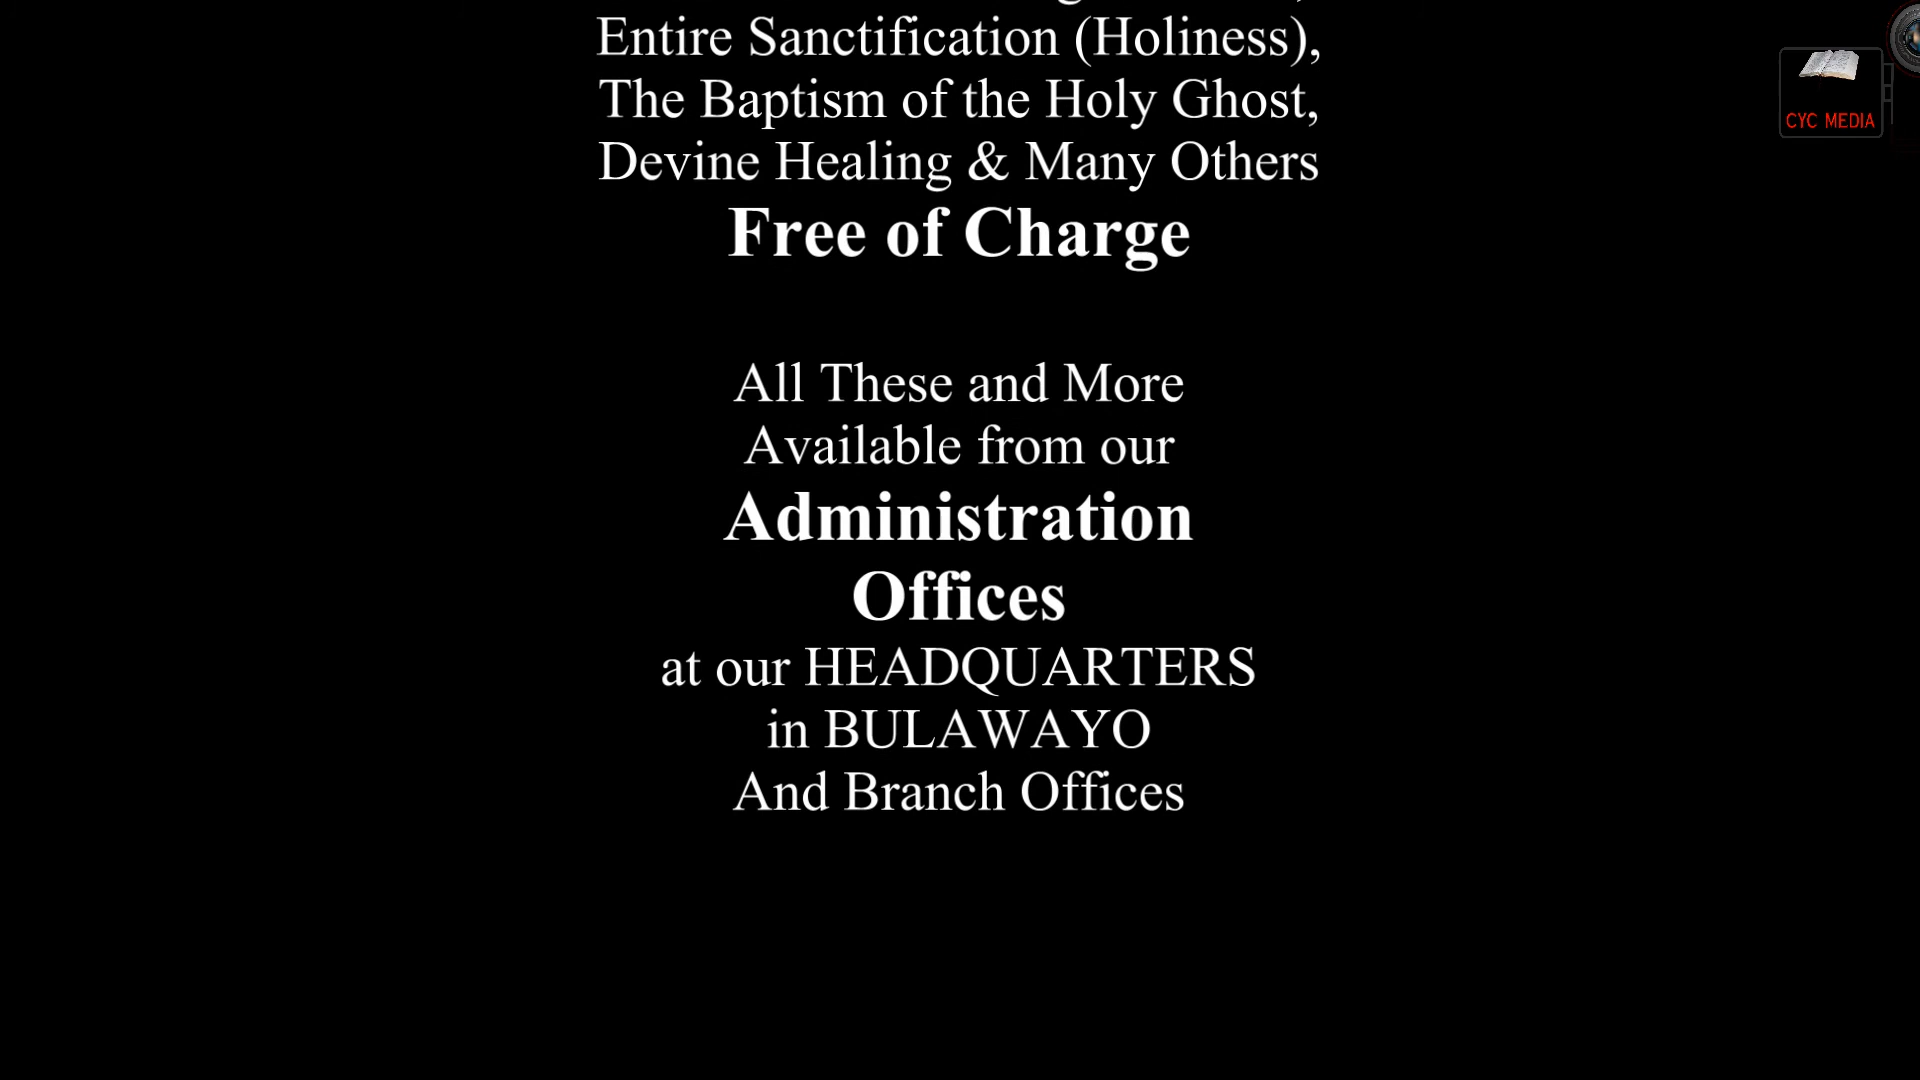 Entire Sanctification (Holiness),
The Baptism of the Holy Ghost,
Devine Healing & Many Others
Free of Charge
All These and More
Available from our
Administration
Offices
at our HEADQUARTERS
in BULAWAYO
And Branch Offices
CYC MEDIA